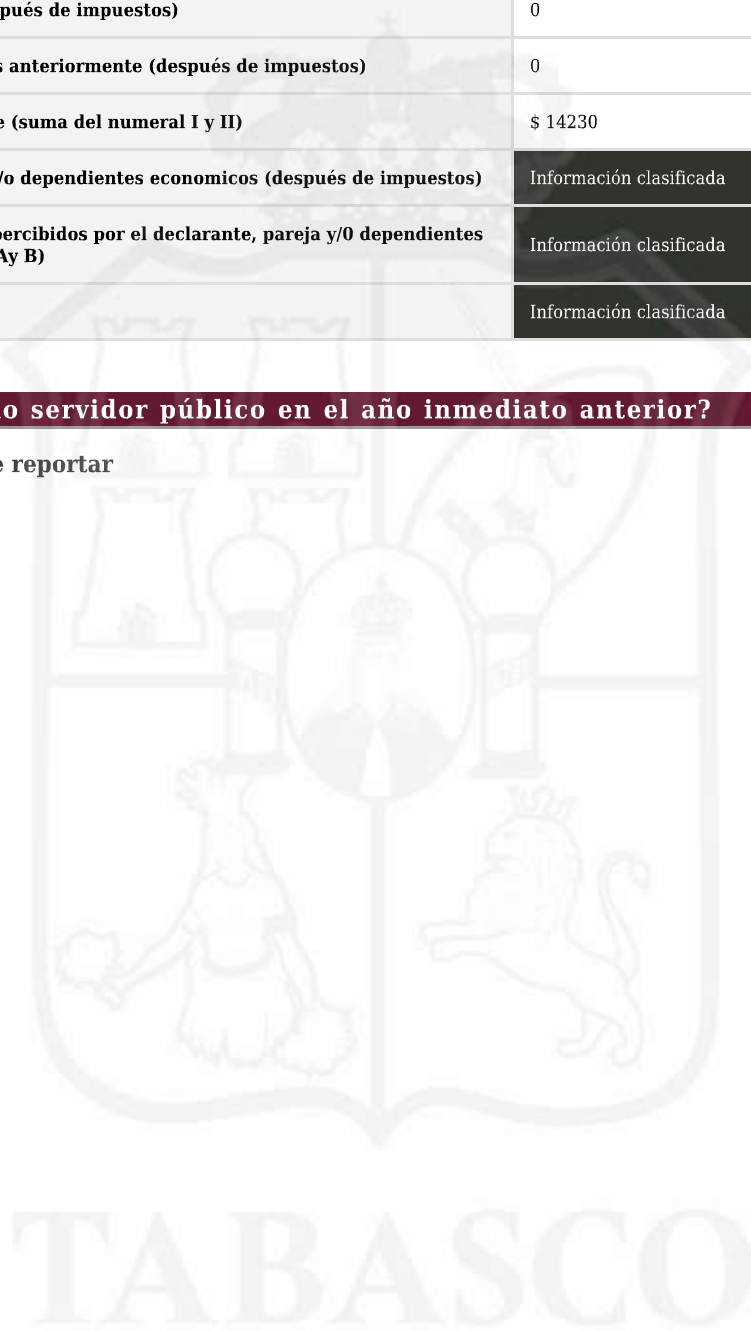 pués de impuestos)
0
s anteriormente (después de impuestos)
0
e (suma del numeral I y II)
$ 14230
/o dependientes economicos (después de impuestos)
Información clasificada
ercibidos por el declarante, pareja y/0 dependientes
Ay B)
Información clasificada
Información clasificada
o servidor público en el año inmediato anterior?
e reportar
TABASCO